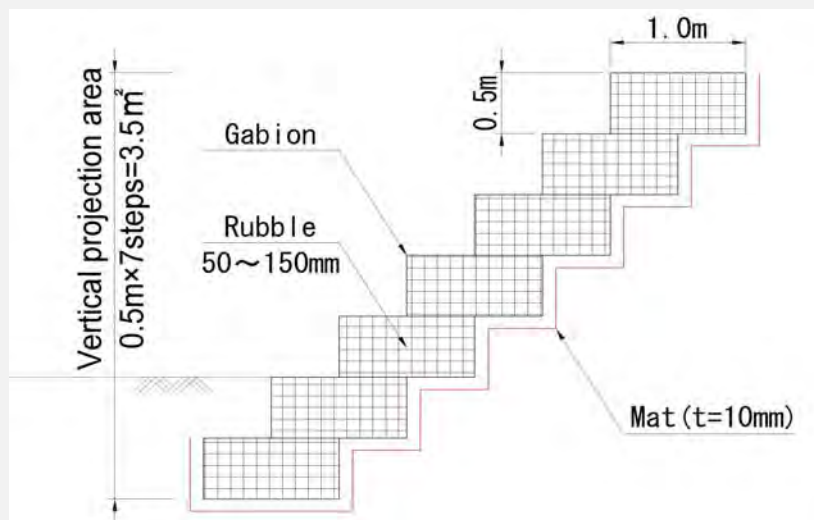 1.0m
0.5m
Vertical projection area
0.5m×7steps=3.5㎡
Gabion
Rubble
50～150mm
Mat(t=10mm)